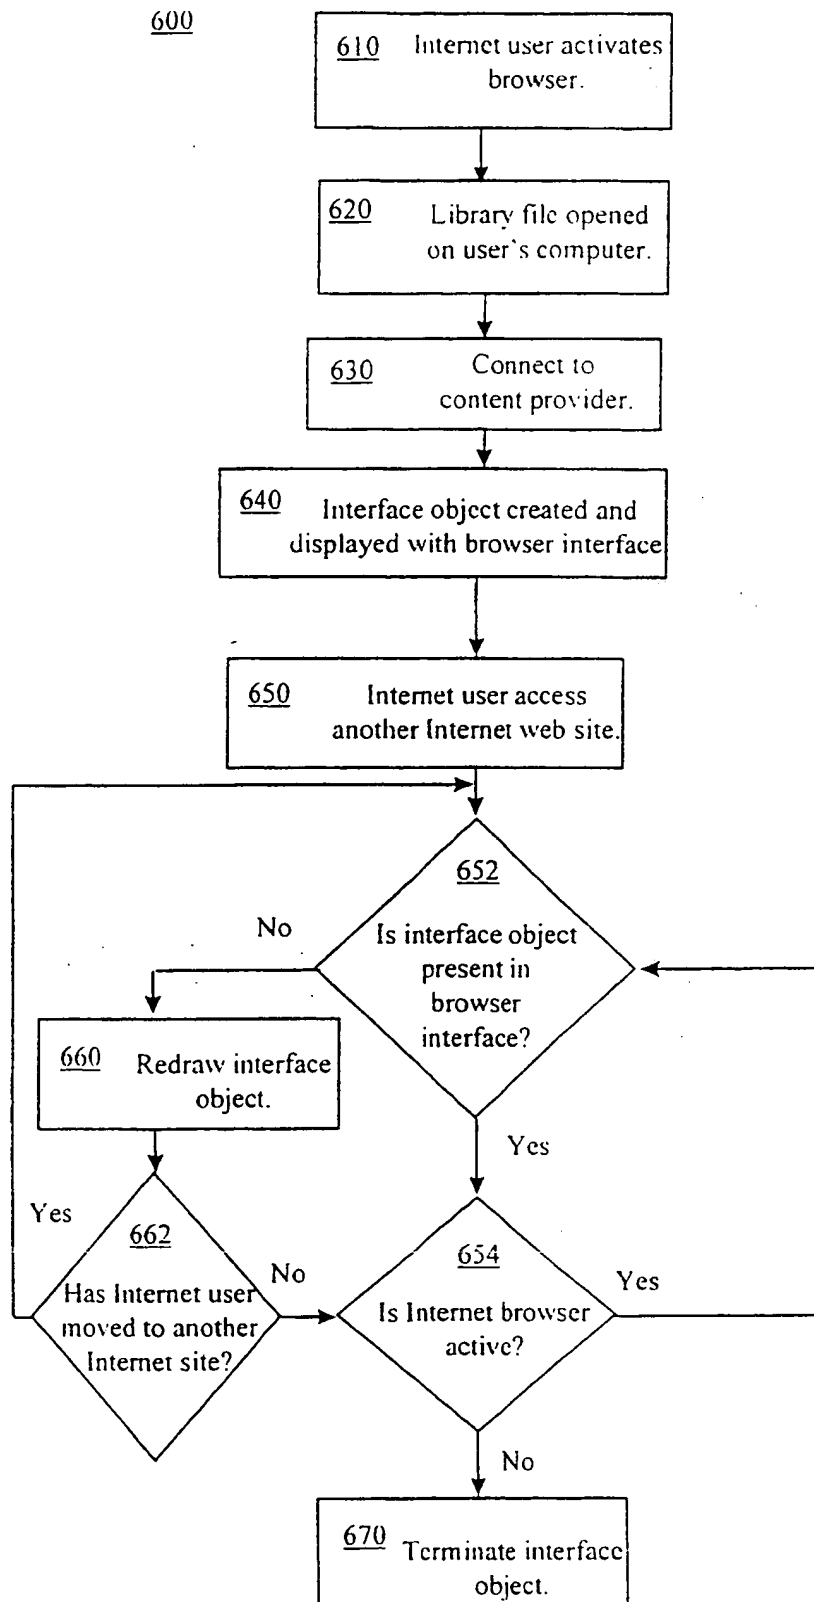 600
610 Internet user activates
browser.
620 Library file opened
on user's computer.
630 Connect to
content provider.
640 Interface object created and
displayed with browser interface
650 Internet user access
another Internet web site.
652
No
Is interface object
present in
browser
interface?
660 Redraw interface
object.
Yes
Yes
662
No
Has Internet user
moved to another
Internet site?
654
Yes
Is Internet browser
active?
No
670 Terminate interface
object.